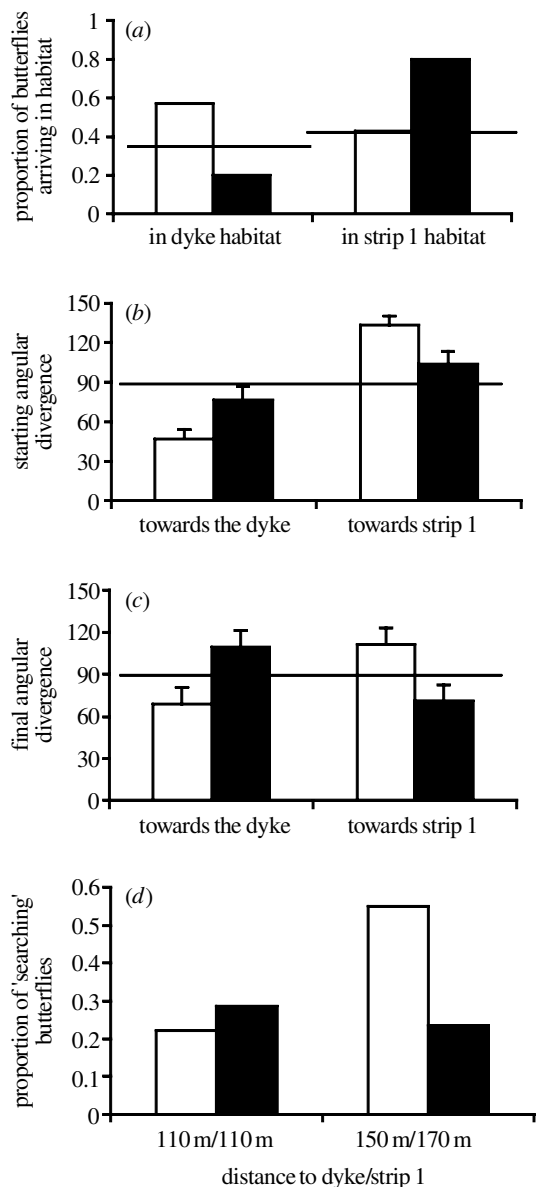 (a)
proportion of butterflies
arriving in habitat
1
0.8
0.6
0.4
0.2
0
in dyke habitat
in strip 1 habitat
(b)
starting angular
divergence
150
120
90
60
30
0
towards the dyke
towards strip 1
(c)
final angular
divergence
150
120
90
60
30
0
towards the dyke
towards strip 1
(d)
proportion of 'searching'
butterflies
0.6
0.5
0.4
0.3
0.2
0.1
0
110 m/110 m
150 m/170 m
distance to dyke/strip 1